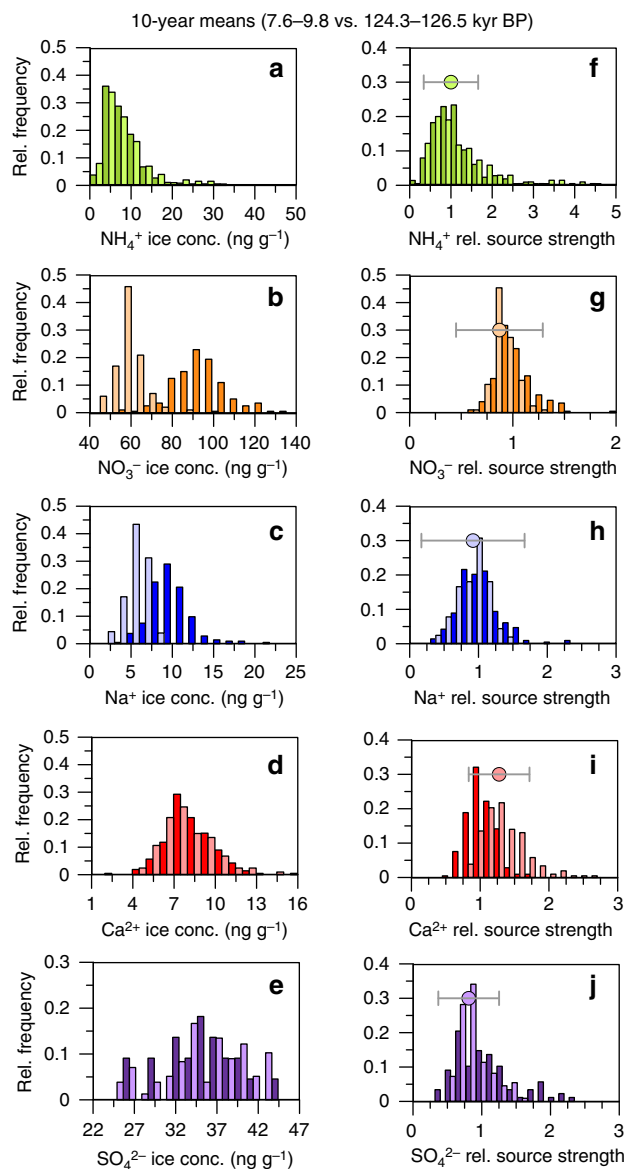 10-year means (7.6–9.8 vs. 124.3–126.5 kyr BP)
a
Rel. frequency
0.5
0.4
0.3
0.2
0.1
0
0 10 20 30 40 50
NH₄⁺ ice conc. (ng g⁻¹)
f
0.4
0.3
0.2
0.1
0
0 1 2 3 4 5
NH₄⁺ rel. source strength
b
Rel. frequency
0.5
0.4
0.3
0.2
0.1
0
40 60 80 100 120 140
NO₃⁻ ice conc. (ng g⁻¹)
g
0.5
0.4
0.3
0.2
0.1
0
0 1 2
NO₃⁻ rel. source strength
c
Rel. frequency
0.5
0.4
0.3
0.2
0.1
0
0 5 10 15 20 25
Na⁺ ice conc. (ng g⁻¹)
h
0.4
0.3
0.2
0.1
0
0 1 2 3
Na⁺ rel. source strength
d
Rel. frequency
0.5
0.4
0.3
0.2
0.1
0
1 4 7 10 13 16
Ca²⁺ ice conc. (ng g⁻¹)
i
0.4
0.3
0.2
0.1
0
0 1 2 3
Ca²⁺ rel. source strength
e
Rel. frequency
0.3
0.2
0.1
0
22 27 32 37 42 47
SO₄²⁻ ice conc. (ng g⁻¹)
j
0.4
0.3
0.2
0.1
0
0 1 2 3
SO₄²⁻ rel. source strength